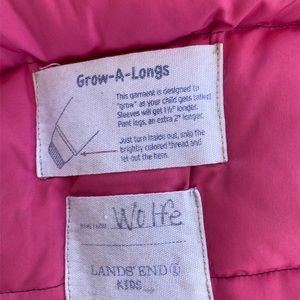 Grow-A-Longs
This garment is designed to
"grow" as your child gets taller!
Sleeves will get 1½" longer.
Pant legs, an extra 2" longer.
Just turn inside out, snip the
brightly colored thread and
let out the hem.
Wolfe
LANDS' END
KIDS